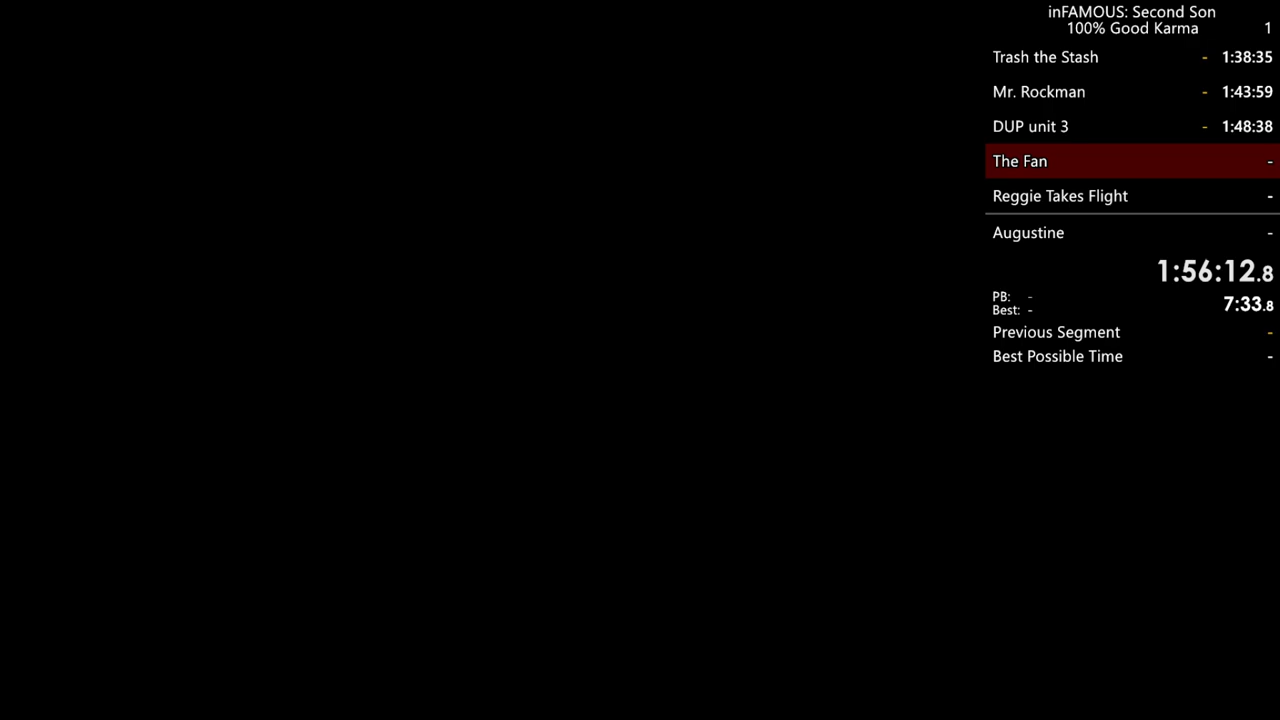 inFAMOUS: Second Son
100% Good Karma 1
Trash the Stash - 1:38:35
Mr. Rockman - 1:43:59
DUP unit 3 - 1:48:38
The Fan -
Reggie Takes Flight -
Augustine -
1:56:12.8
PB: - 7:33.8
Best: -
Previous Segment -
Best Possible Time -